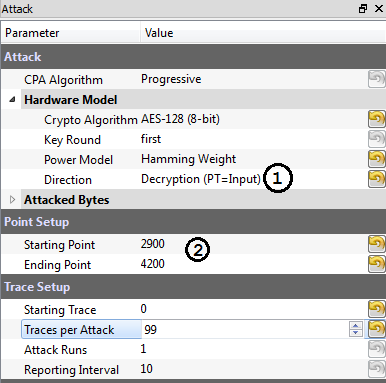 Attack
Parameter Value
Attack
CPA Algorithm Progressive
Hardware Model
Crypto Algorithm AES-128 (8-bit)
Key Round first
Power Model Hamming Weight
Direction Decryption (PT=Input) 1
Attacked Bytes
Point Setup
Starting Point 2900
2
Ending Point 4200
Trace Setup
Starting Trace 0
Traces per Attack 99
Attack Runs 1
Reporting Interval 10